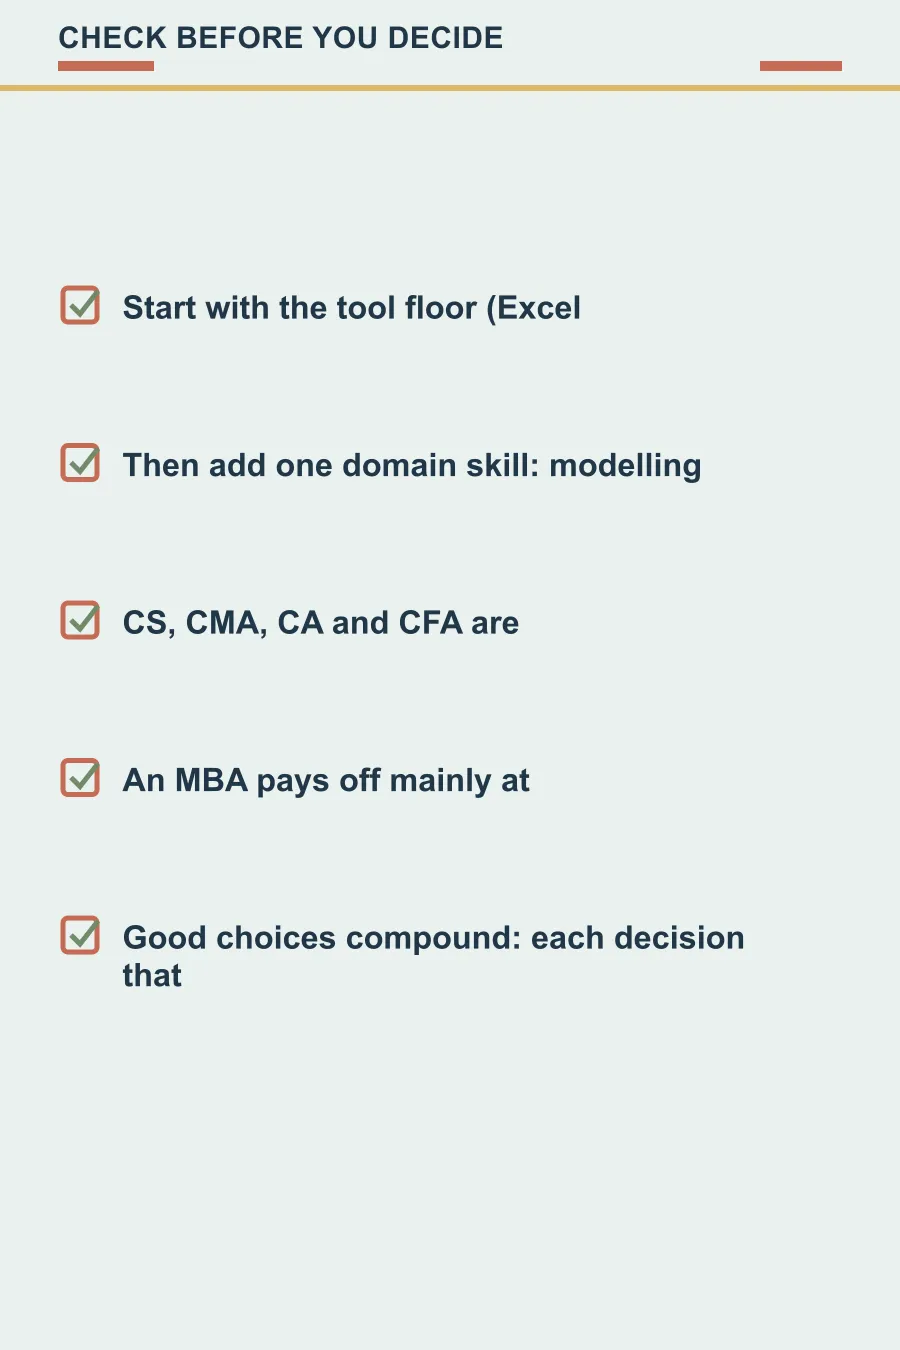 CHECK BEFORE YOU DECIDE
Start with the tool floor (Excel
Then add one domain skill: modelling
CS, CMA, CA and CFA are
An MBA pays off mainly at
Good choices compound: each decision
that